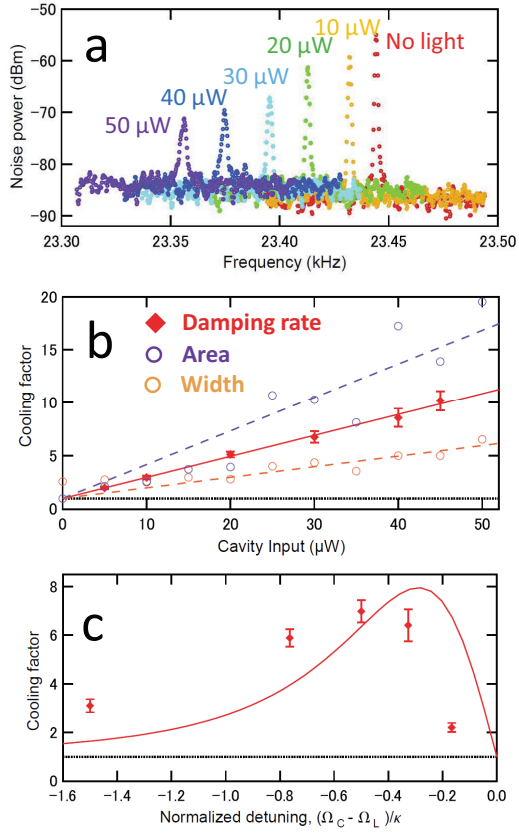 a
No light
10 μW
20 μW
30 μW
40 μW
50 μW
Noise power (dBm)
−50
−60
−70
−80
−90
23.30
23.35
23.40
23.45
23.50
Frequency (kHz)
b
Damping rate
Area
Width
Cooling factor
20
15
10
5
0
0
10
20
30
40
50
Cavity Input (μW)
c
Cooling factor
8
6
4
2
0
−1.6
−1.4
−1.2
−1.0
−0.8
−0.6
−0.4
−0.2
0.0
Normalized detuning, (Ω_C - Ω_L)/κ